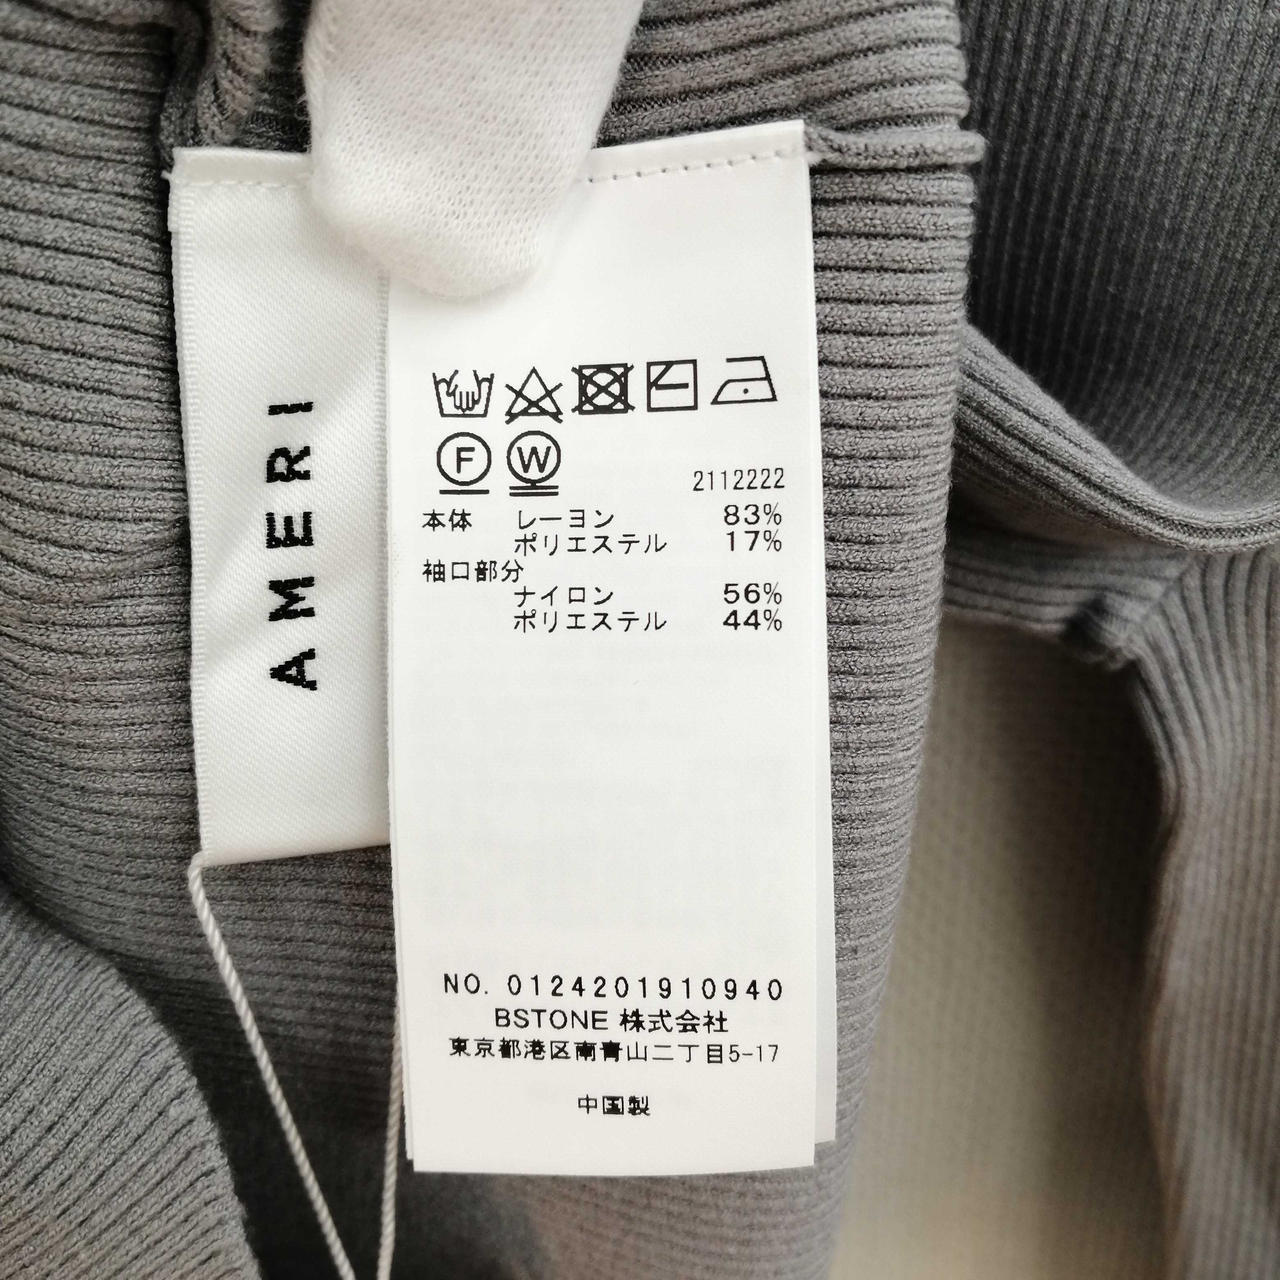 AMERI
F W
2112222
本体 レーヨン 83%
ポリエステル 17%
袖口部分
ナイロン 56%
ポリエステル 44%
NO. 0124201910940
BSTONE 株式会社
東京都港区南青山二丁目5-17
中国製